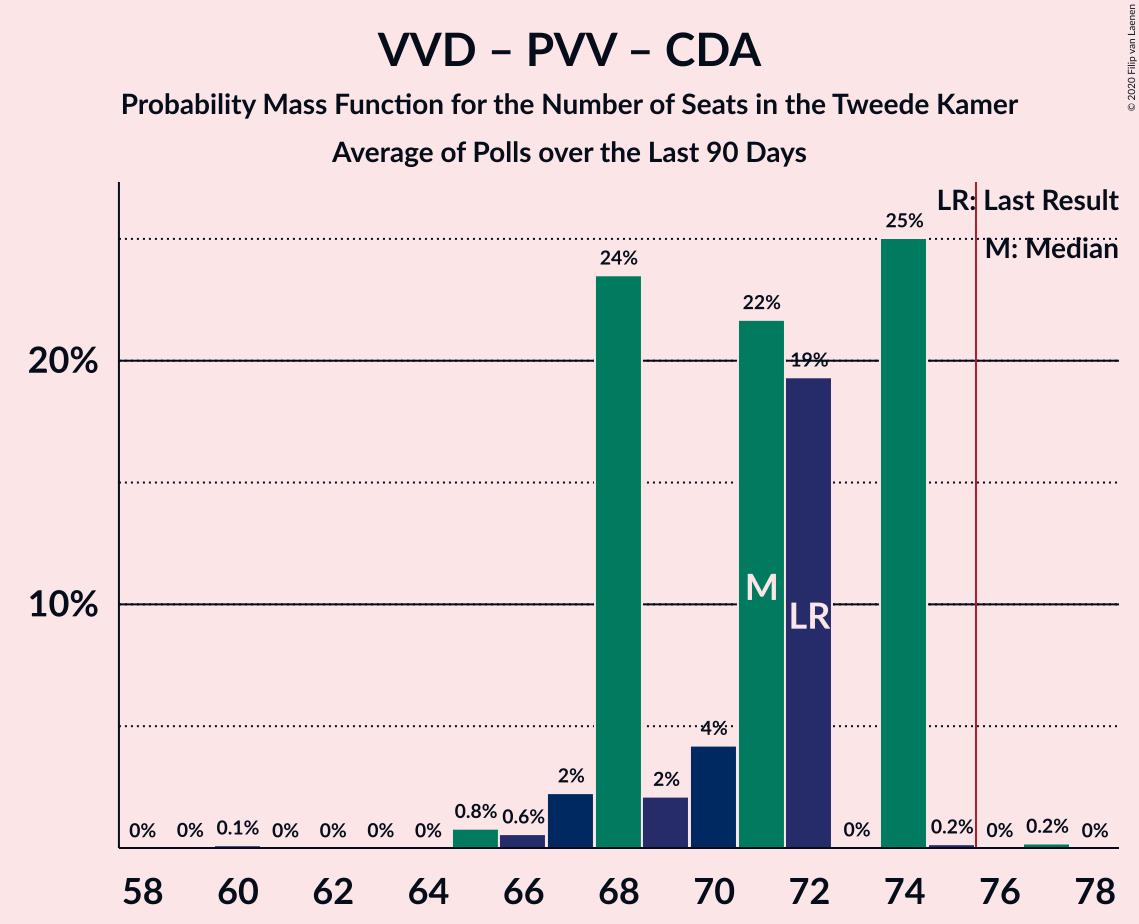 VVD – PVV – CDA
Probability Mass Function for the Number of Seats in the Tweede Kamer
Average of Polls over the Last 90 Days
© 2020 Filip van Laenen
LR: Last Result
M: Median
25%
24%
22%
20%
19%
10%
M
LR
4%
2%
2%
0.8%
0.6%
0% 0% 0.1% 0% 0% 0% 0% 0% 0.2% 0% 0.2% 0%
58 60 62 64 66 68 70 72 74 76 78